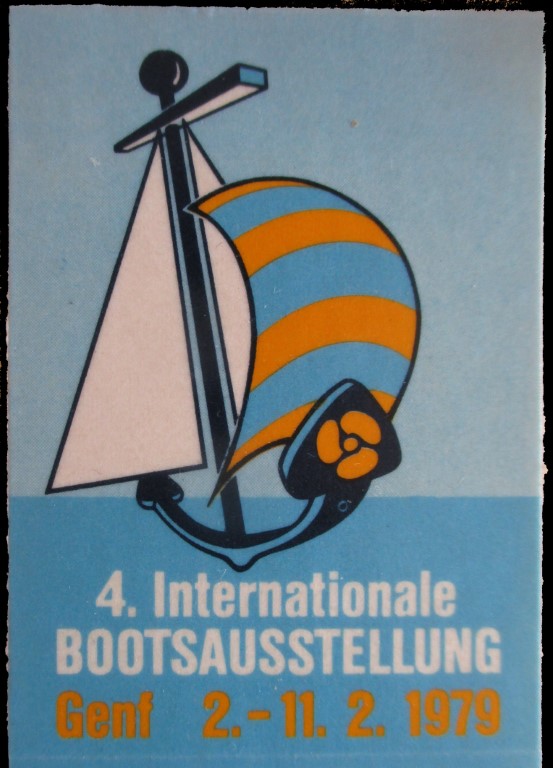 4. Internationale
BOOTSAUSSTELLUNG
Genf 2.-11. 2. 1979